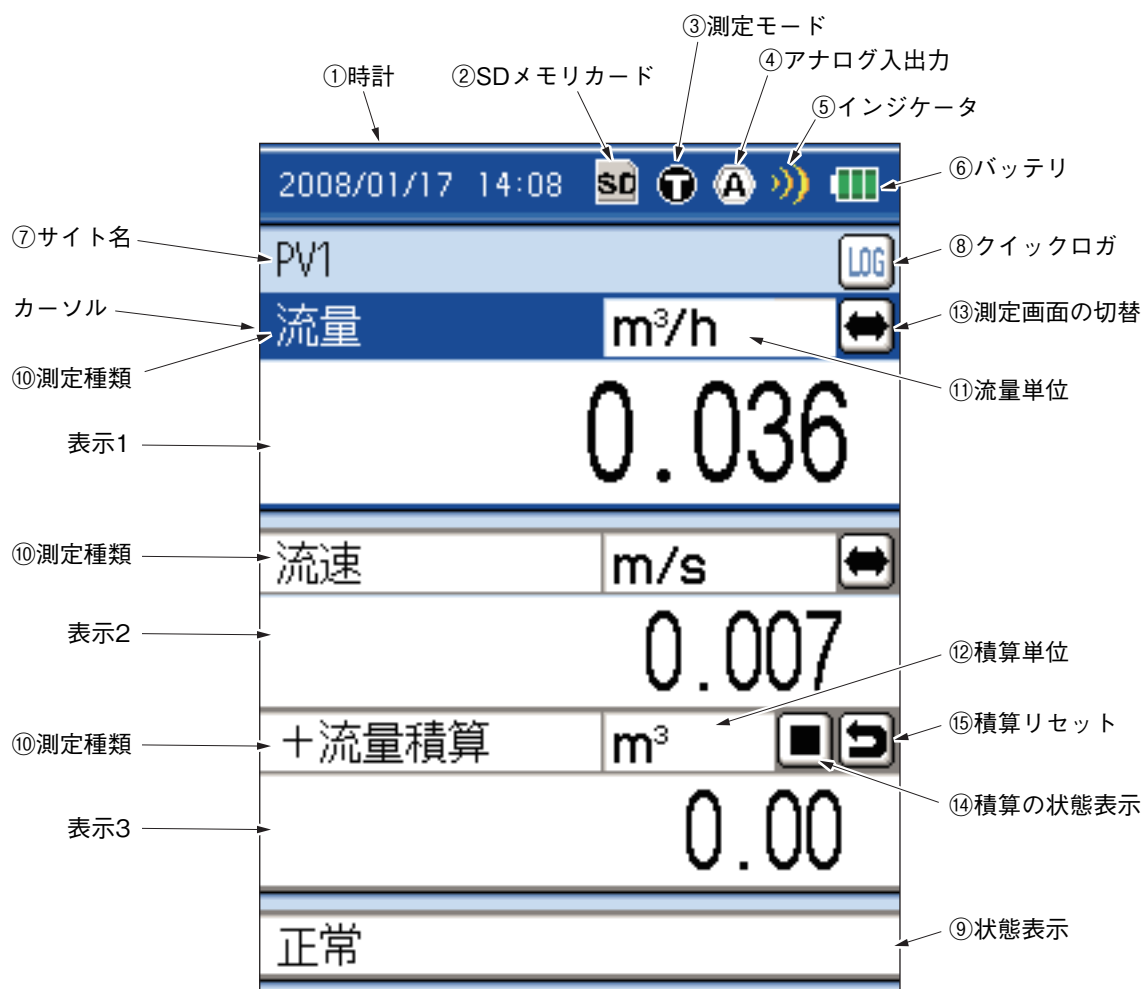 ③測定モード
④アナログ入出力
①時計
②SDメモリカード
⑤インジケータ
2008/01/17 14:08 SD T A
⑥バッテリ
⑦サイト名
PV1
LOG
⑧クイックロガ
カーソル
流量
m³/h
⑬測定画面の切替
⑩測定種類
⑪流量単位
表示1
0.036
⑩測定種類
流速
m/s
表示2
0.007
⑫積算単位
⑩測定種類
+流量積算
m³
⑮積算リセット
⑭積算の状態表示
表示3
0.00
正常
⑨状態表示